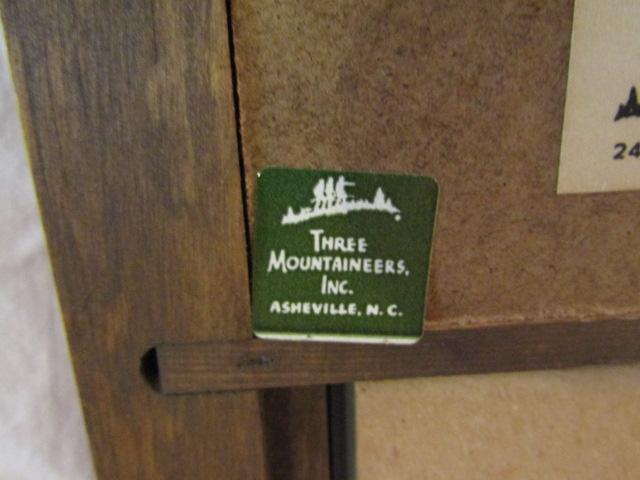 THREE
MOUNTAINEERS,
INC.
ASHEVILLE, N. C.
24